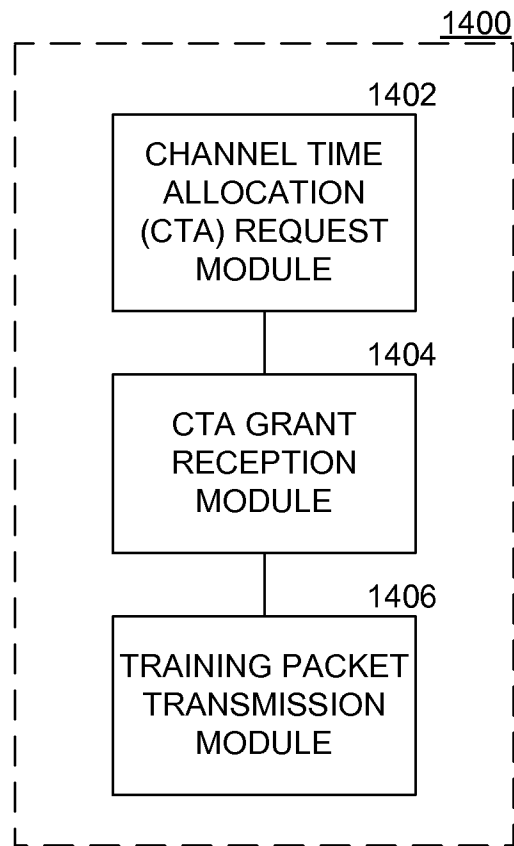 1400
1402
CHANNEL TIME
ALLOCATION
(CTA) REQUEST
MODULE
1404
CTA GRANT
RECEPTION
MODULE
1406
TRAINING PACKET
TRANSMISSION
MODULE